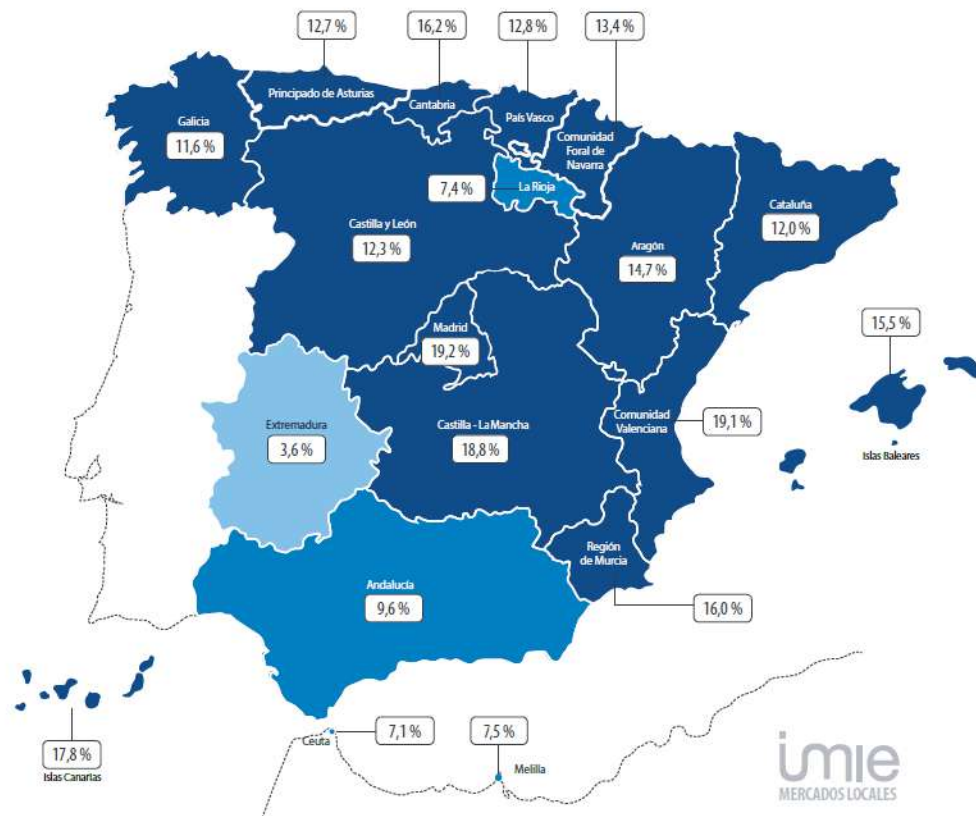 12,7 %
16,2 %
12,8 %
13,4 %
Principado de Asturias
Cantabria
País Vasco
Galicia
11,6 %
Comunidad
Foral de
Navarra
7,4 %
La Rioja
Castilla y León
12,3 %
Aragón
14,7 %
Cataluña
12,0 %
Madrid
19,2 %
15,5 %
Islas Baleares
Extremadura
3,6 %
Castilla - La Mancha
18,8 %
Comunidad
Valenciana
19,1 %
Región
de Murcia
16,0 %
Andalucía
9,6 %
17,8 %
Islas Canarias
Ceuta
7,1 %
7,5 %
Melilla
imie
MERCADOS LOCALES